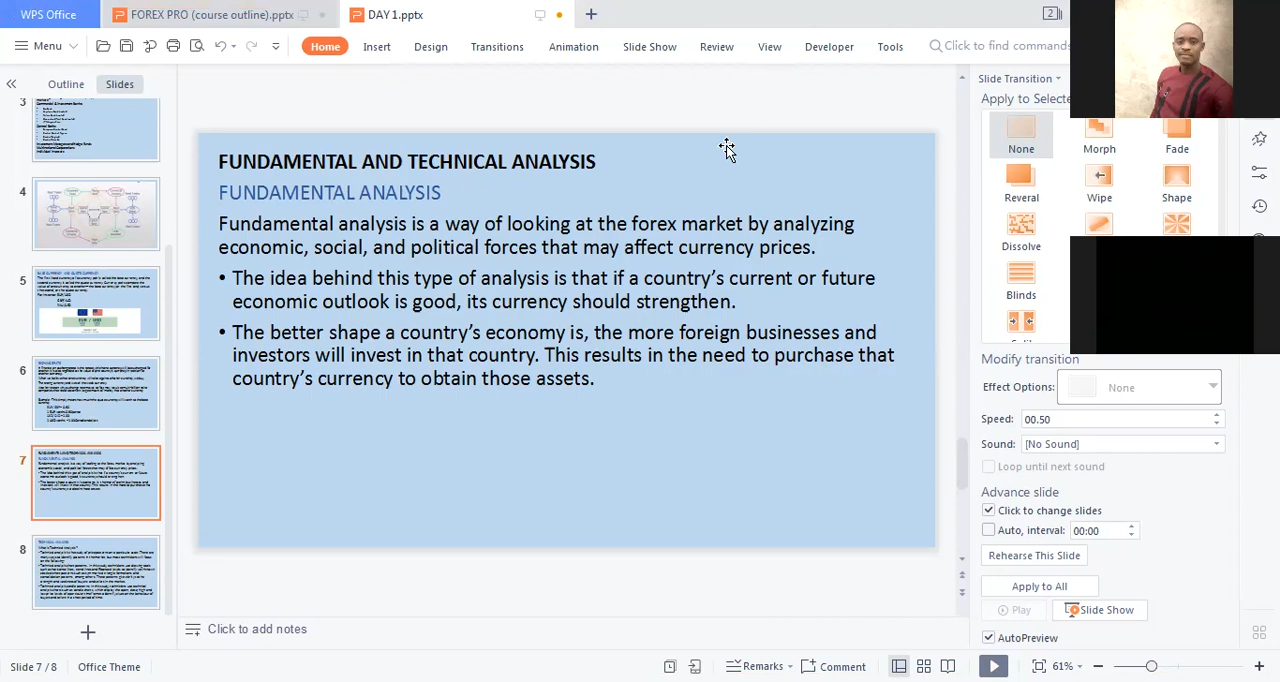 WPS Office
FOREX PRO (course outline).pptx
DAY 1.pptx
Menu
Home
Insert
Design
Transitions
Animation
Slide Show
Review
View
Developer
Tools
Click to find commands
Outline
Slides
3
4
5
6
7
8
FUNDAMENTAL AND TECHNICAL ANALYSIS
FUNDAMENTAL ANALYSIS
Fundamental analysis is a way of looking at the forex market by analyzing
economic, social, and political forces that may affect currency prices.
• The idea behind this type of analysis is that if a country’s current or future
economic outlook is good, its currency should strengthen.
• The better shape a country’s economy is, the more foreign businesses and
investors will invest in that country. This results in the need to purchase that
country’s currency to obtain those assets.
Click to add notes
Slide Transition
Apply to Selecte
None
Morph
Fade
Reveral
Wipe
Shape
Dissolve
Blinds
Modify transition
Effect Options:
None
Speed:
00.50
Sound:
[No Sound]
Loop until next sound
Advance slide
Click to change slides
Auto, interval:
00:00
Rehearse This Slide
Apply to All
Play
Slide Show
AutoPreview
Slide 7 / 8
Office Theme
Remarks
Comment
61%